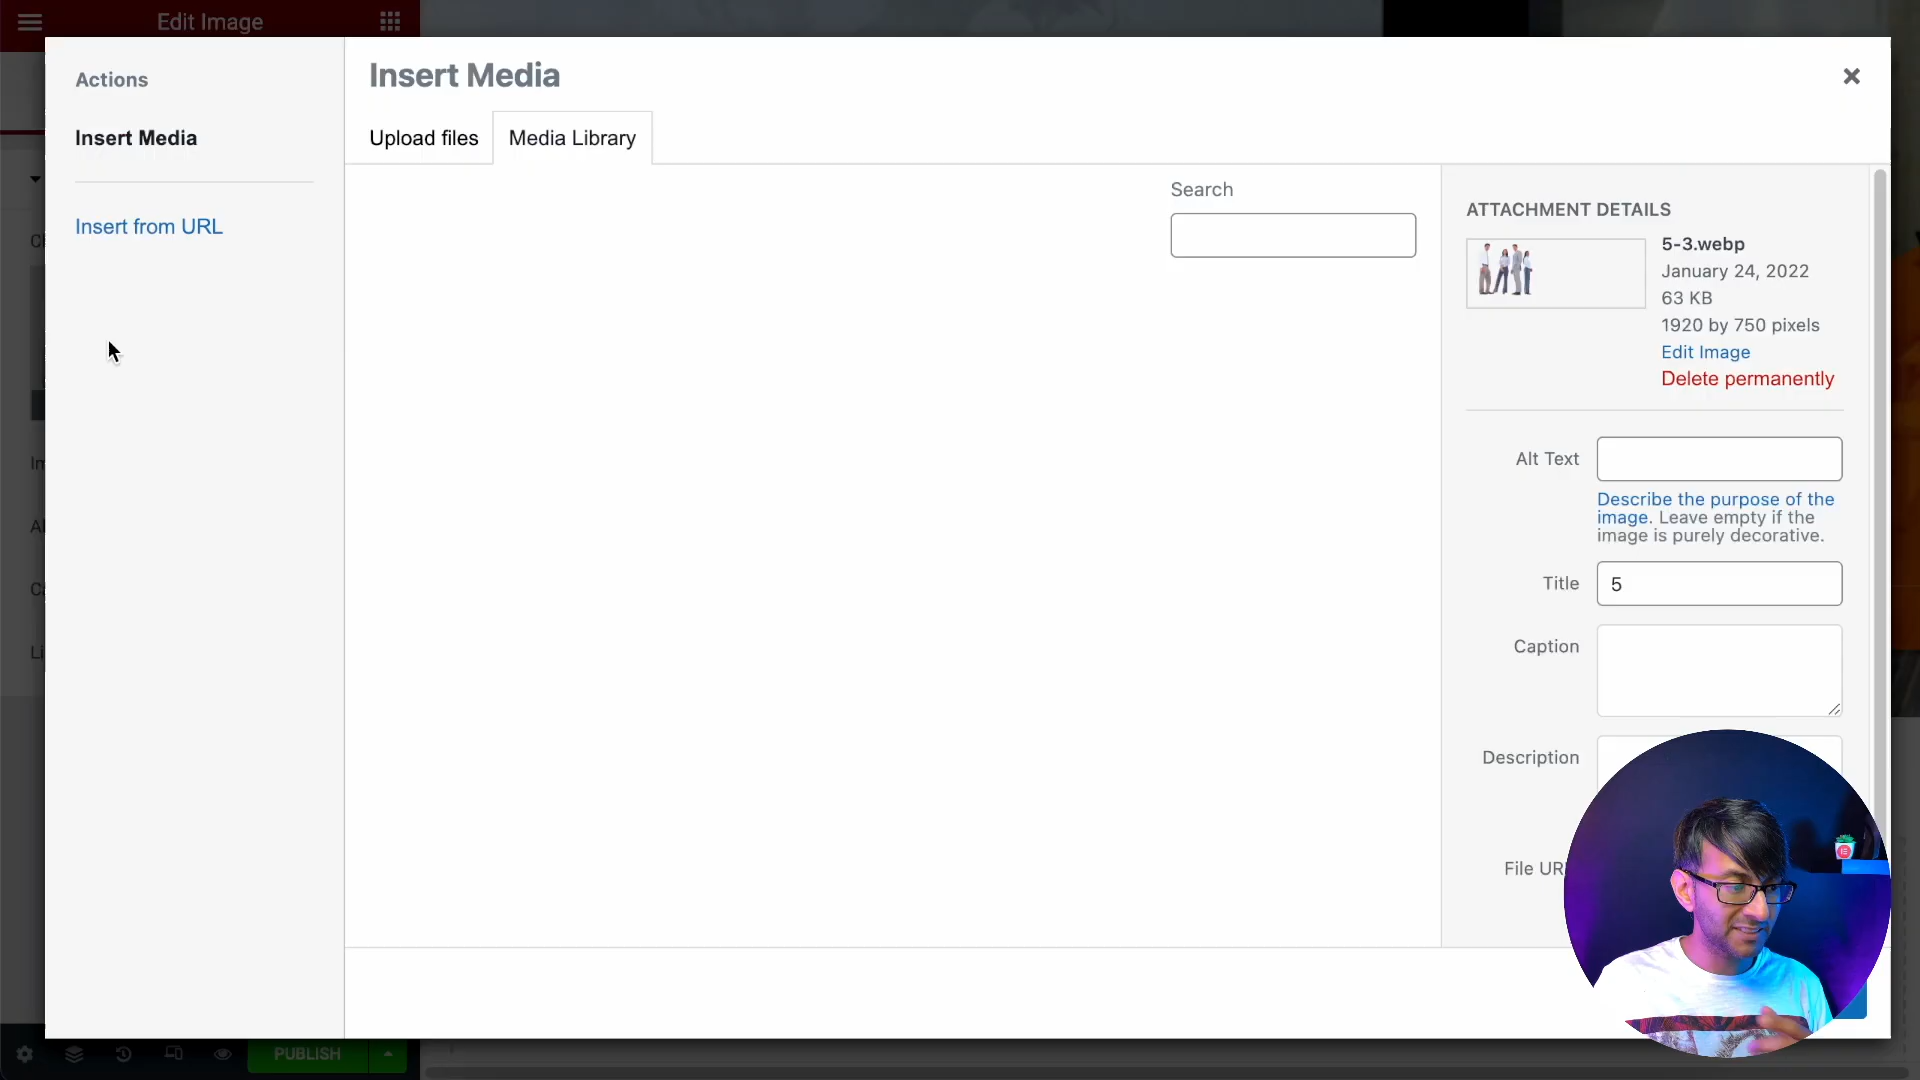 Edit Image
Actions
Insert Media
Insert from URL
Insert Media
Upload files
Media Library
Search
ATTACHMENT DETAILS
5-3.webp
January 24, 2022
63 KB
1920 by 750 pixels
Edit Image
Delete permanently
Alt Text
Describe the purpose of the
image. Leave empty if the
image is purely decorative.
Title
5
Caption
Description
File
PUBLISH